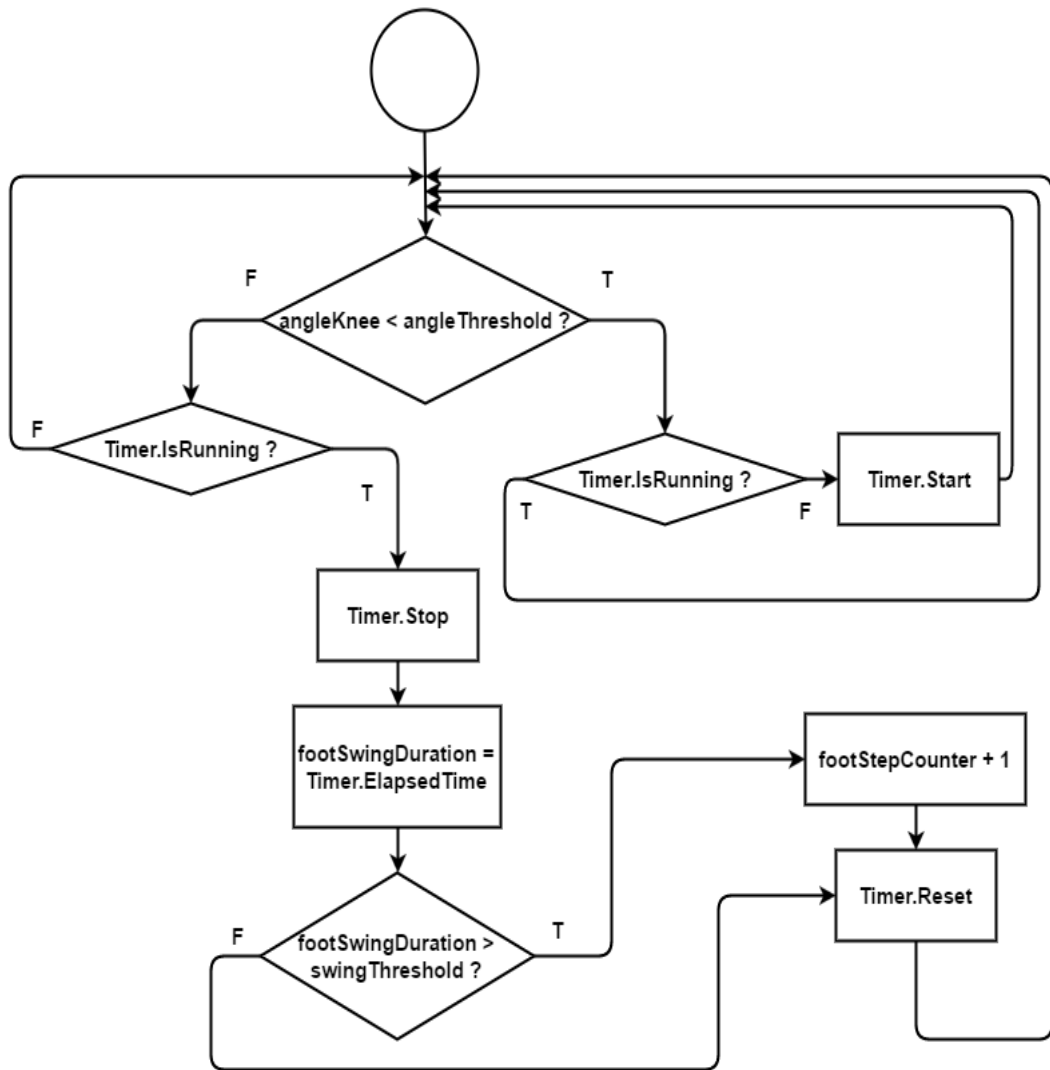 F
T
angleKnee < angleThreshold ?
F
Timer.IsRunning ?
T
Timer.IsRunning ?
T
F
Timer.Start
Timer.Stop
footSwingDuration =
Timer.ElapsedTime
footStepCounter + 1
Timer.Reset
F
footSwingDuration >
swingThreshold ?
T